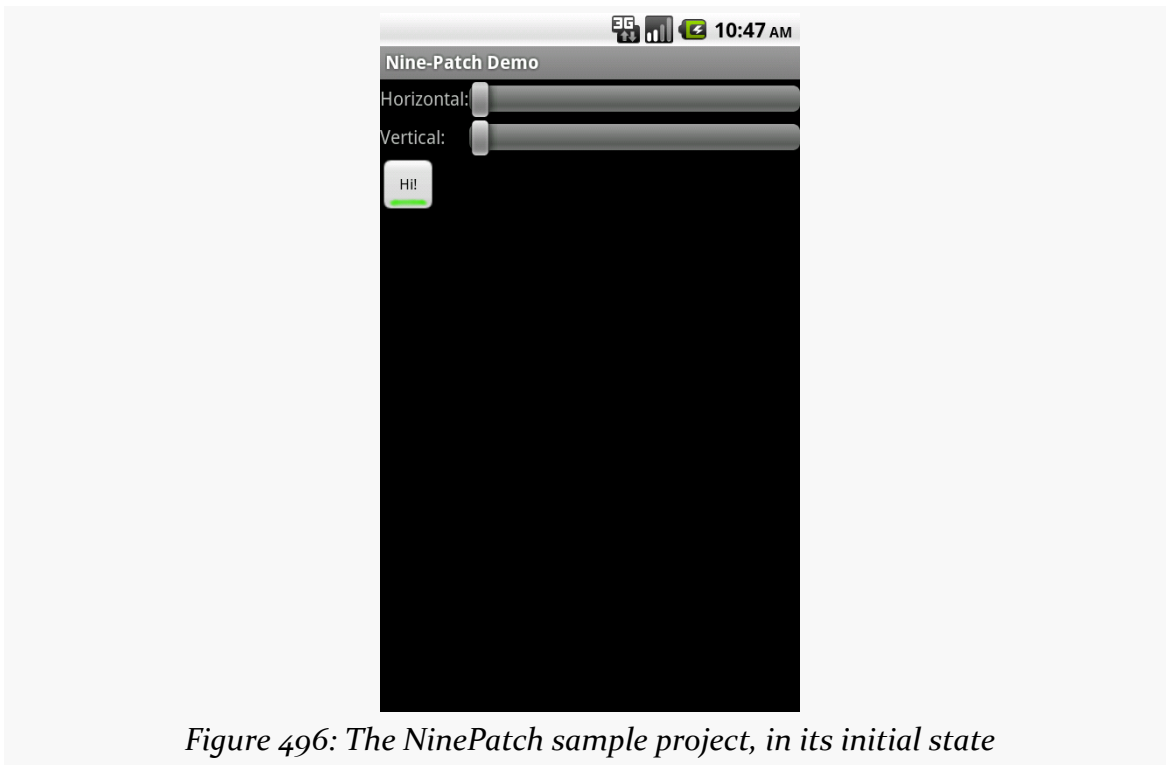 3G 10:47 AM
Nine-Patch Demo
Horizontal:
Vertical:
Hi!
Figure 496: The NinePatch sample project, in its initial state